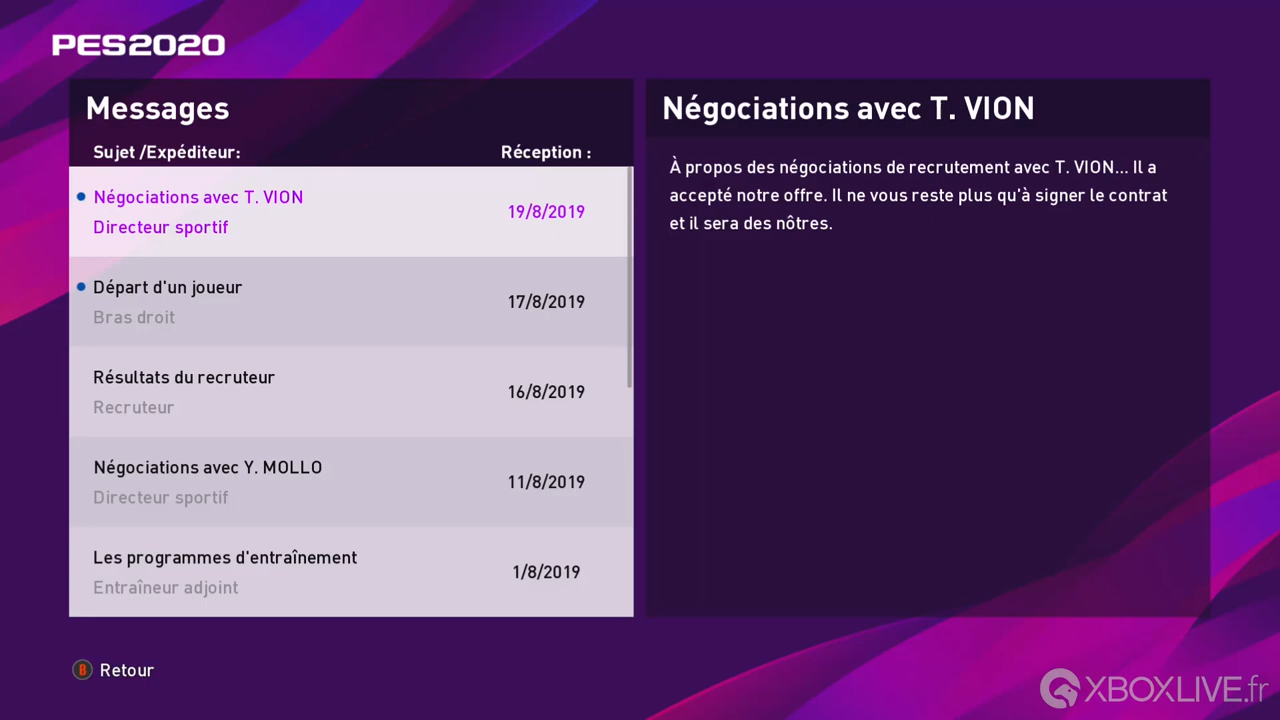 PES2020
Messages
Sujet /Expéditeur:
Réception :
Négociations avec T. VION
Directeur sportif
19/8/2019
Départ d'un joueur
Bras droit
17/8/2019
Résultats du recruteur
Recruteur
16/8/2019
Négociations avec Y. MOLLO
Directeur sportif
11/8/2019
Les programmes d'entraînement
Entraîneur adjoint
1/8/2019
Négociations avec T. VION
À propos des négociations de recrutement avec T. VION... Il a
accepté notre offre. Il ne vous reste plus qu'à signer le contrat
et il sera des nôtres.
B Retour
XBOXLIVE.fr